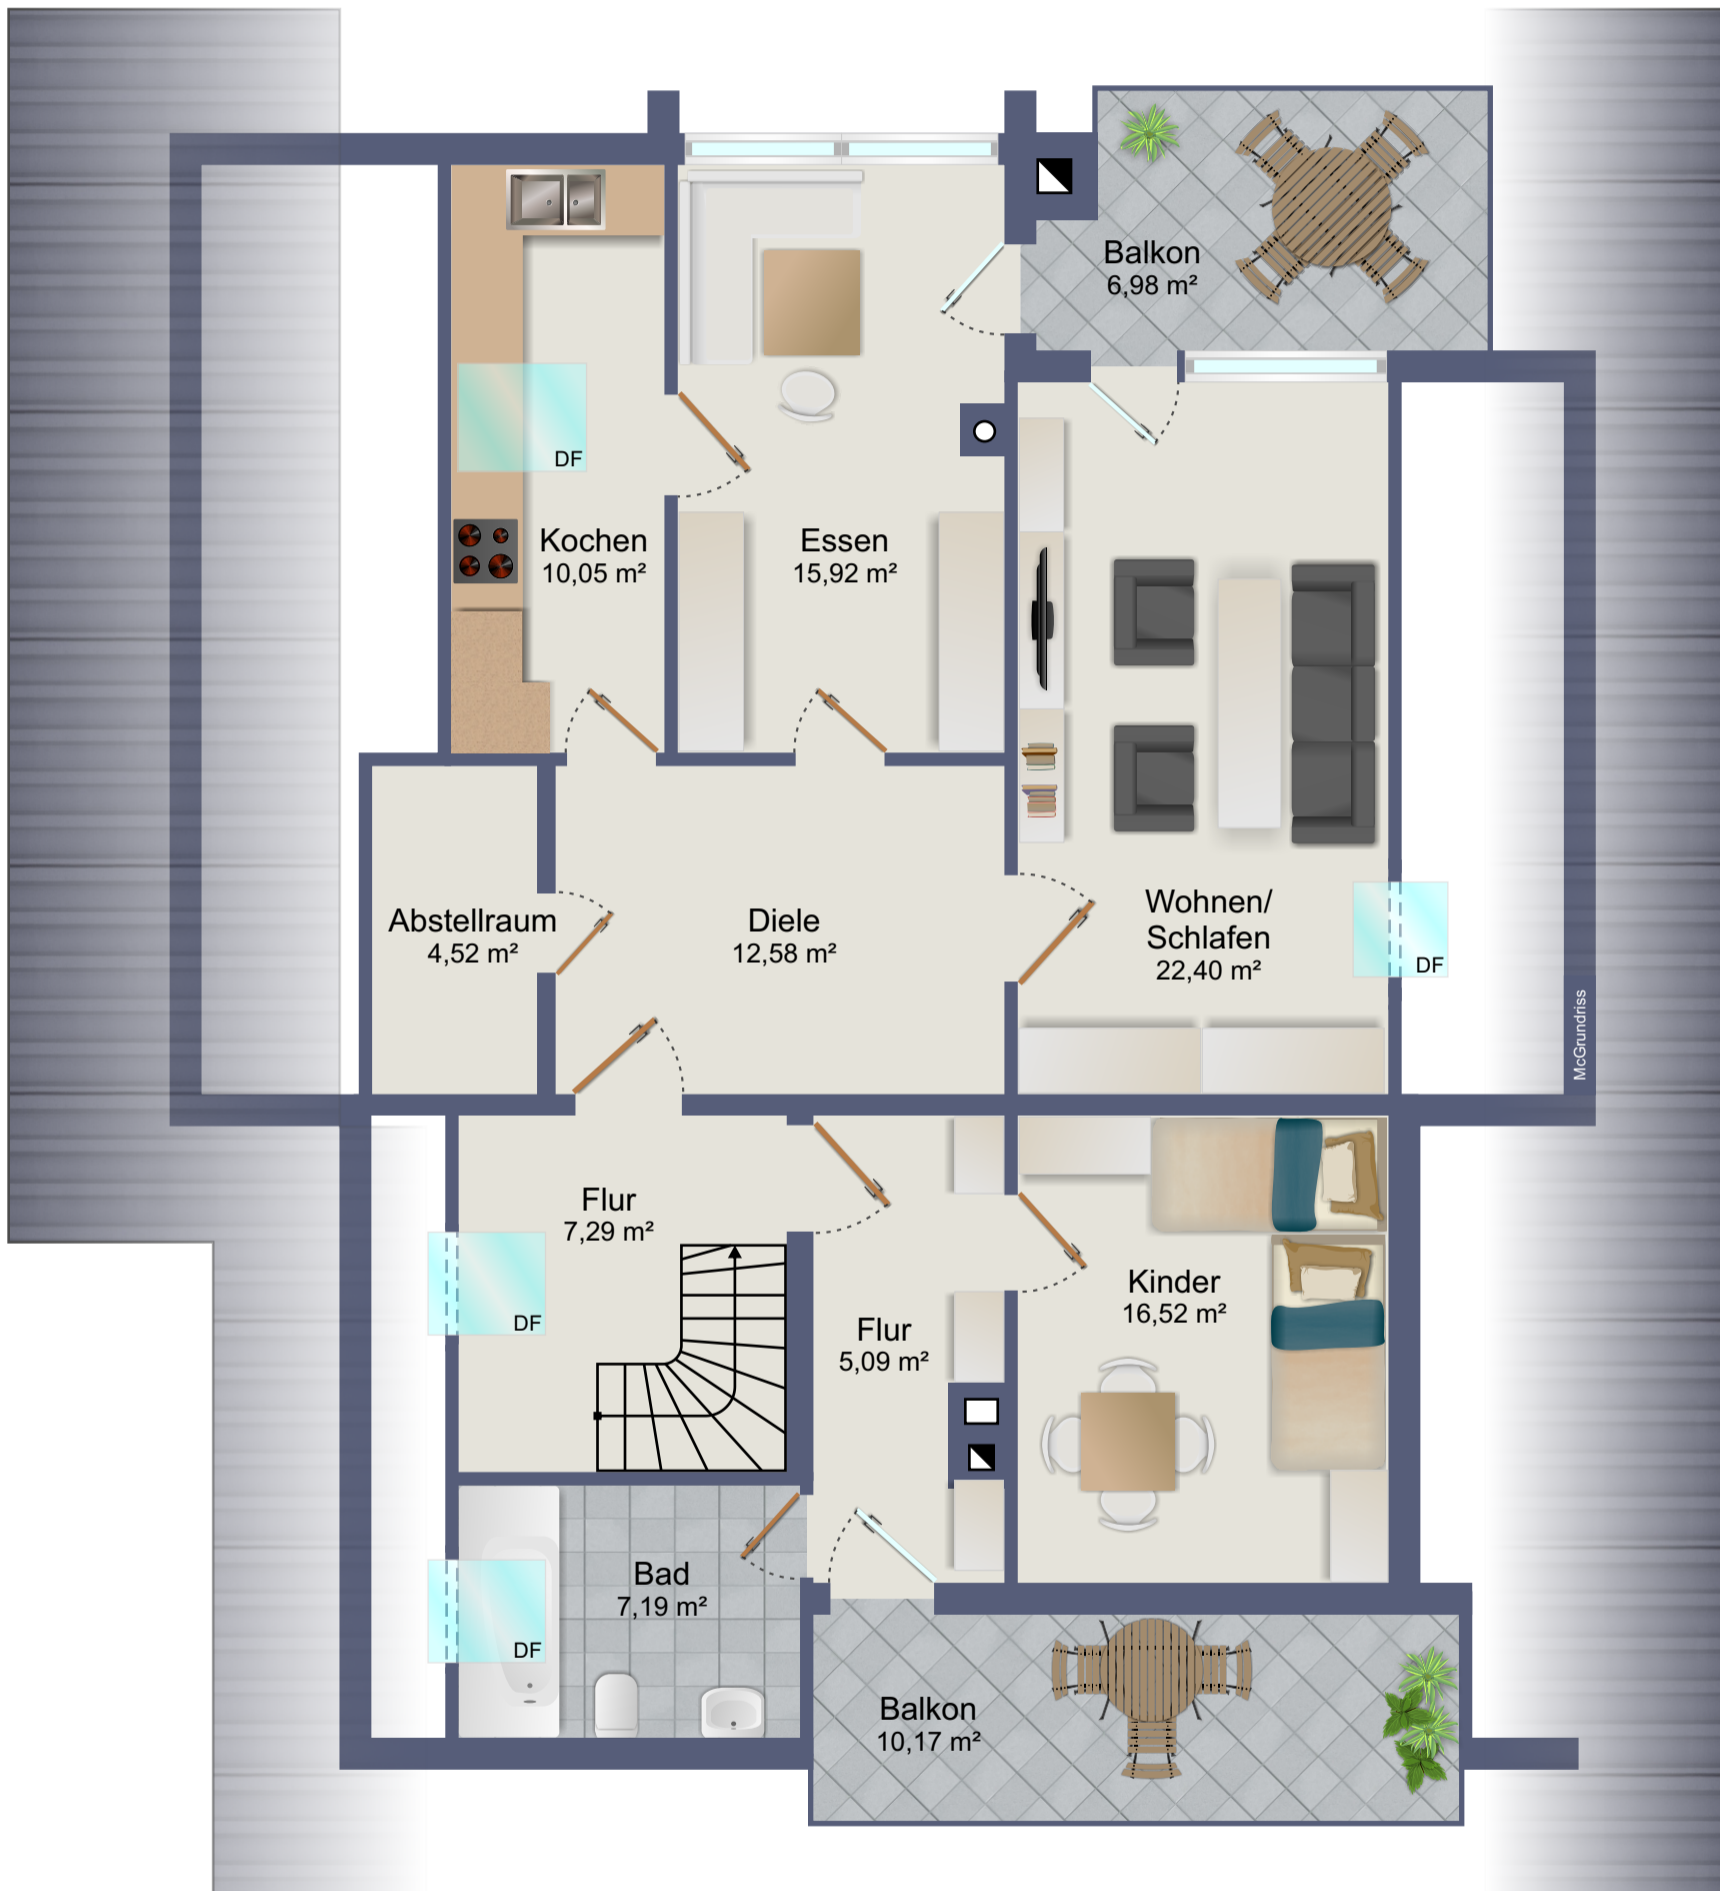 Balkon
6,98 m²
DF
Kochen
10,05 m²
Essen
15,92 m²
Abstellraum
4,52 m²
Diele
12,58 m²
Wohnen/
Schlafen
22,40 m²
DF
McGrundriss
Flur
7,29 m²
DF
Flur
5,09 m²
Kinder
16,52 m²
Bad
7,19 m²
DF
Balkon
10,17 m²